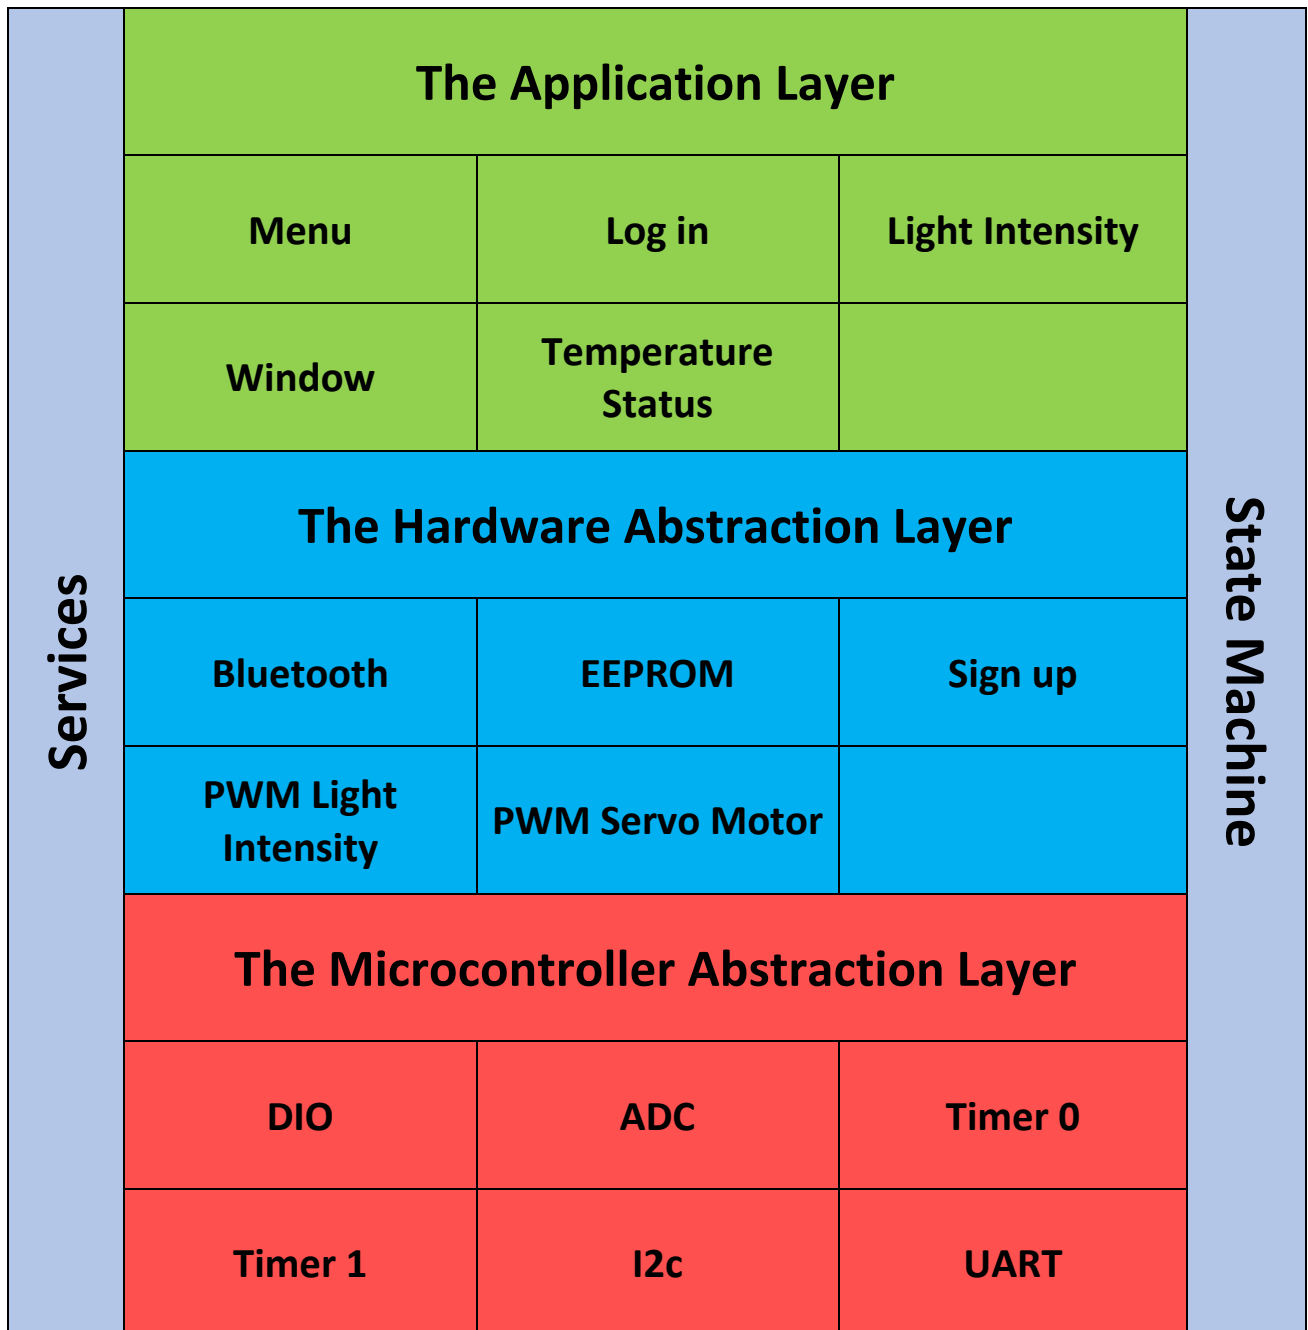 The Application Layer
Menu
Log in
Light Intensity
Window
Temperature
Status
The Hardware Abstraction Layer
Services
State Machine
Bluetooth
EEPROM
Sign up
PWM Light
Intensity
PWM Servo Motor
The Microcontroller Abstraction Layer
DIO
ADC
Timer 0
Timer 1
I2c
UART